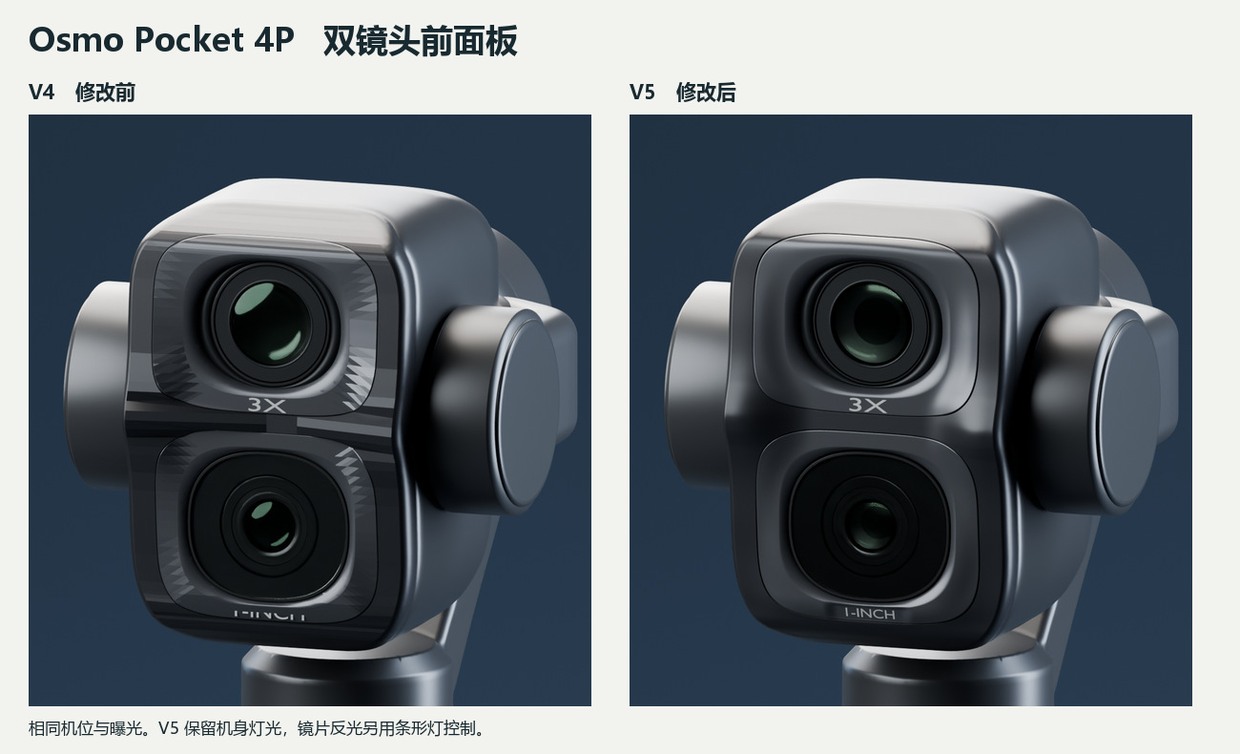 Osmo Pocket 4P 双镜头前面板
V4 修改前
V5 修改后
3X
1-INCH
3X
1-INCH
相同机位与曝光。V5 保留机身灯光，镜片反光另用条形灯控制。